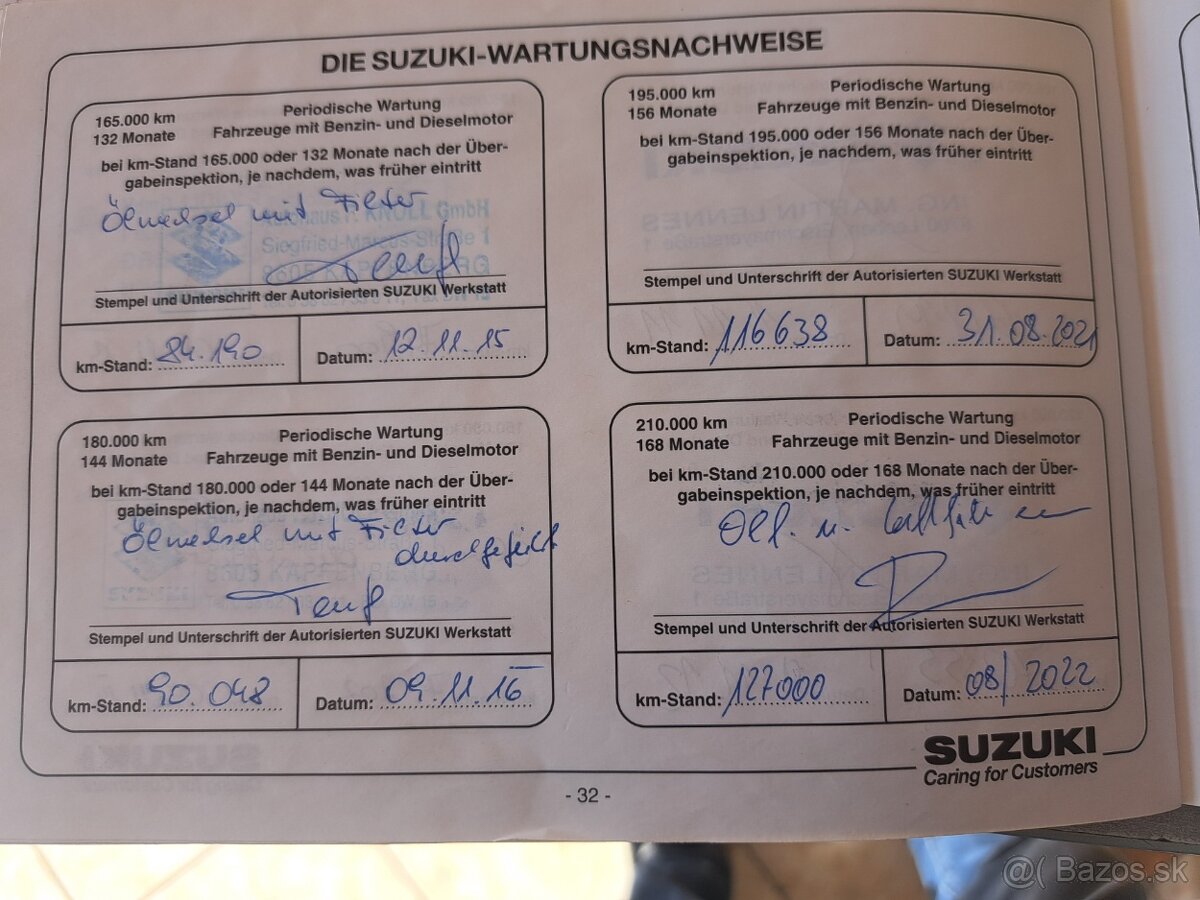 DIE SUZUKI-WARTUNGSNACHWEISE
165.000 km
132 Monate
Periodische Wartung
Fahrzeuge mit Benzin- und Dieselmotor
bei km-Stand 165.000 oder 132 Monate nach der Über-
gabeinspektion, je nachdem, was früher eintritt
Ölwechsel mit Filter
KROLL GmbH
Siegfried-Marcus-Straße 1
Stempel und Unterschrift der Autorisierten SUZUKI Werkstatt
km-Stand: 84.190
Datum: 12.11.15
180.000 km
144 Monate
Periodische Wartung
Fahrzeuge mit Benzin- und Dieselmotor
bei km-Stand 180.000 oder 144 Monate nach der Über-
gabeinspektion, je nachdem, was früher eintritt
Ölwechsel mit Filter
durchgeführt
Stempel und Unterschrift der Autorisierten SUZUKI Werkstatt
km-Stand: 90.048
Datum: 09.11.16
195.000 km
156 Monate
Periodische Wartung
Fahrzeuge mit Benzin- und Dieselmotor
bei km-Stand 195.000 oder 156 Monate nach der Über-
gabeinspektion, je nachdem, was früher eintritt
Stempel und Unterschrift der Autorisierten SUZUKI Werkstatt
km-Stand: 116638
Datum: 31.08.2021
210.000 km
168 Monate
Periodische Wartung
Fahrzeuge mit Benzin- und Dieselmotor
bei km-Stand 210.000 oder 168 Monate nach der Über-
gabeinspektion, je nachdem, was früher eintritt
Stempel und Unterschrift der Autorisierten SUZUKI Werkstatt
km-Stand: 127000
Datum: 08/2022
SUZUKI
Caring for Customers
- 32 -
@( Bazos.sk